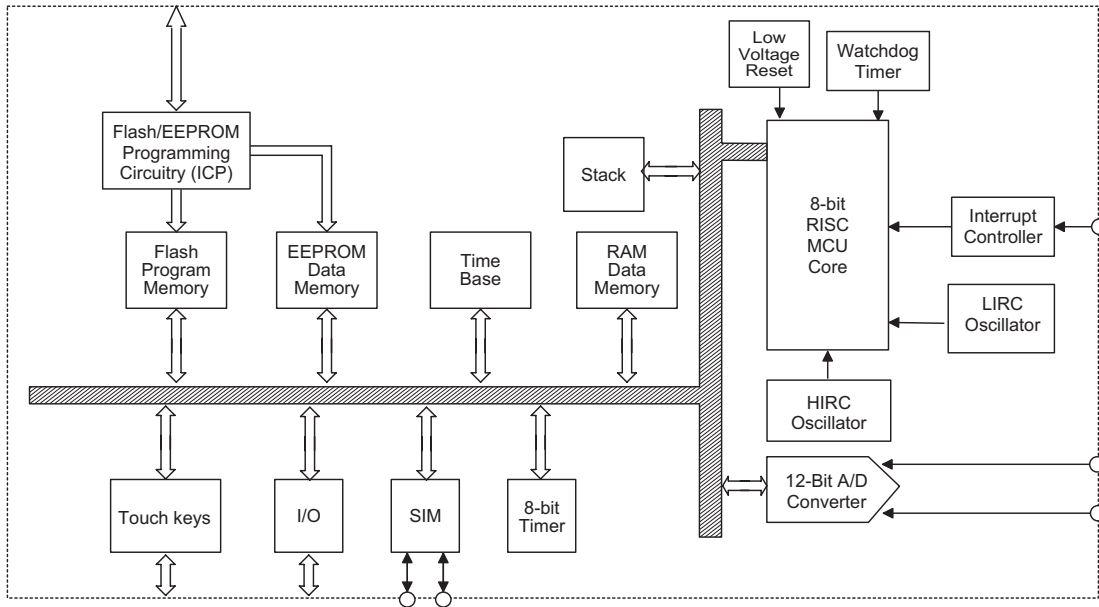 Low
Voltage
Reset
Watchdog
Timer
Flash/EEPROM
Programming
Circuitry (ICP)
Stack
8-bit
RISC
MCU
Core
Interrupt
Controller
Flash
Program
Memory
EEPROM
Data
Memory
Time
Base
RAM
Data
Memory
LIRC
Oscillator
HIRC
Oscillator
12-Bit A/D
Converter
Touch keys
I/O
SIM
8-bit
Timer